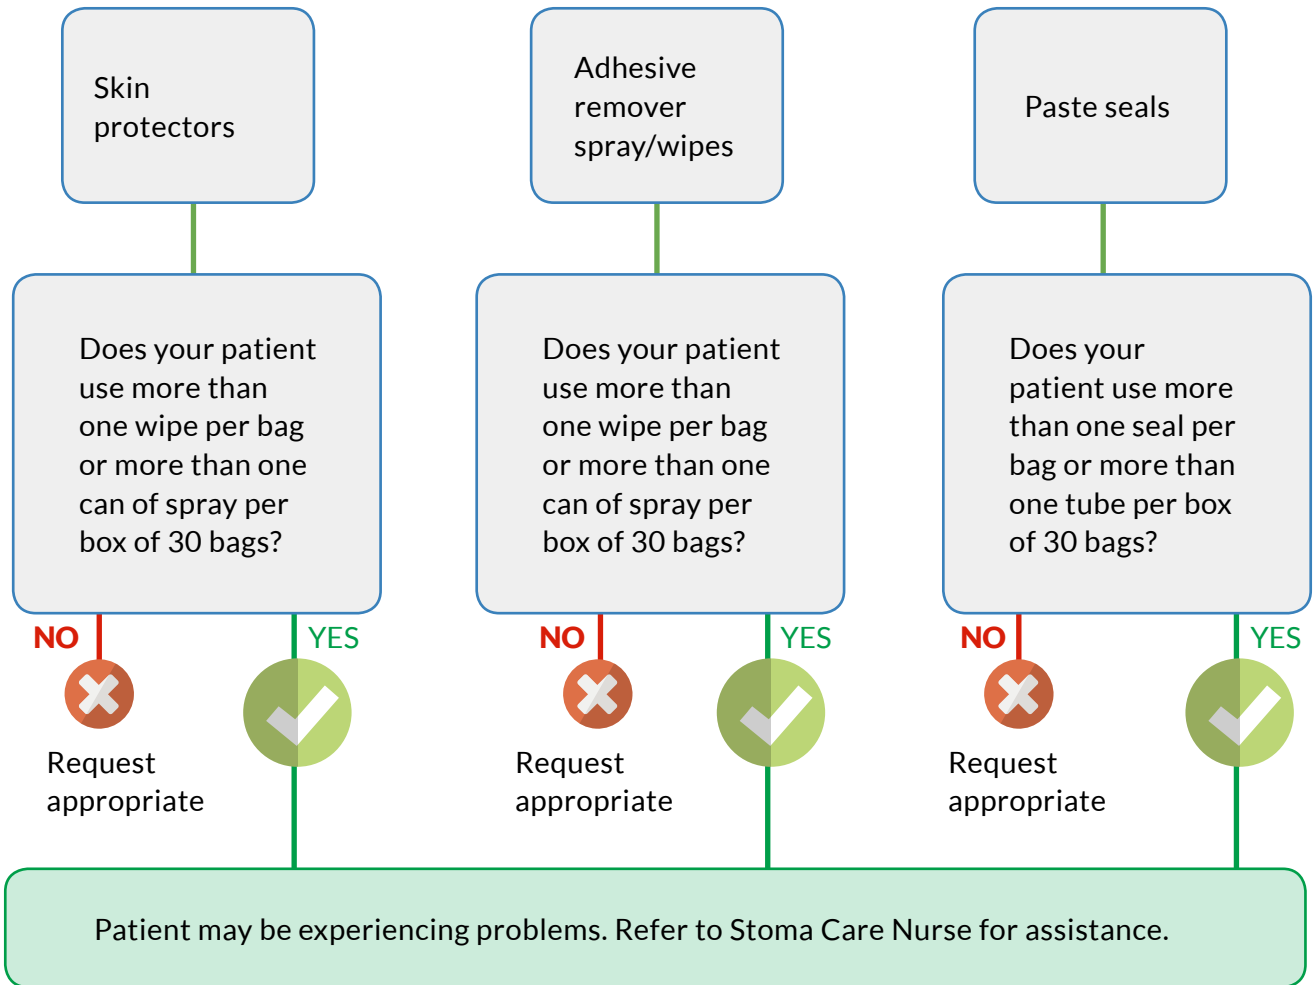 Skin
protectors
Adhesive
remover
spray/wipes
Paste seals
Does your patient
use more than
one wipe per bag
or more than one
can of spray per
box of 30 bags?
Does your patient
use more than
one wipe per bag
or more than one
can of spray per
box of 30 bags?
Does your
patient use more
than one seal per
bag or more than
one tube per box
of 30 bags?
NO
YES
NO
YES
NO
YES
Request
appropriate
Request
appropriate
Request
appropriate
Patient may be experiencing problems. Refer to Stoma Care Nurse for assistance.